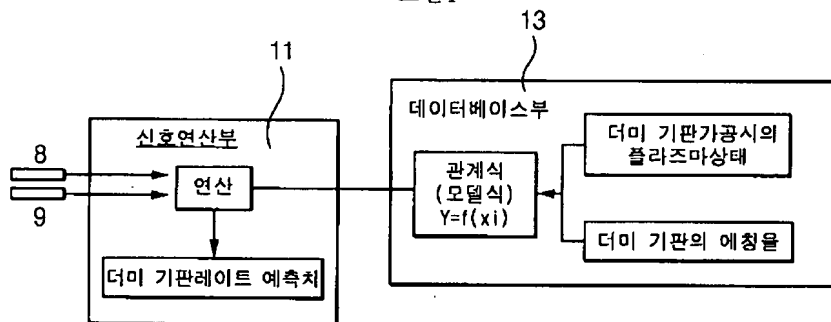 11
13
신호연산부
8
9
연산
더미 기판레이트 예측치
데이터베이스부
관계식
(모델식)
Y=f(xi)
더미 기판가공시의
플라즈마상태
더미 기판의 에칭율